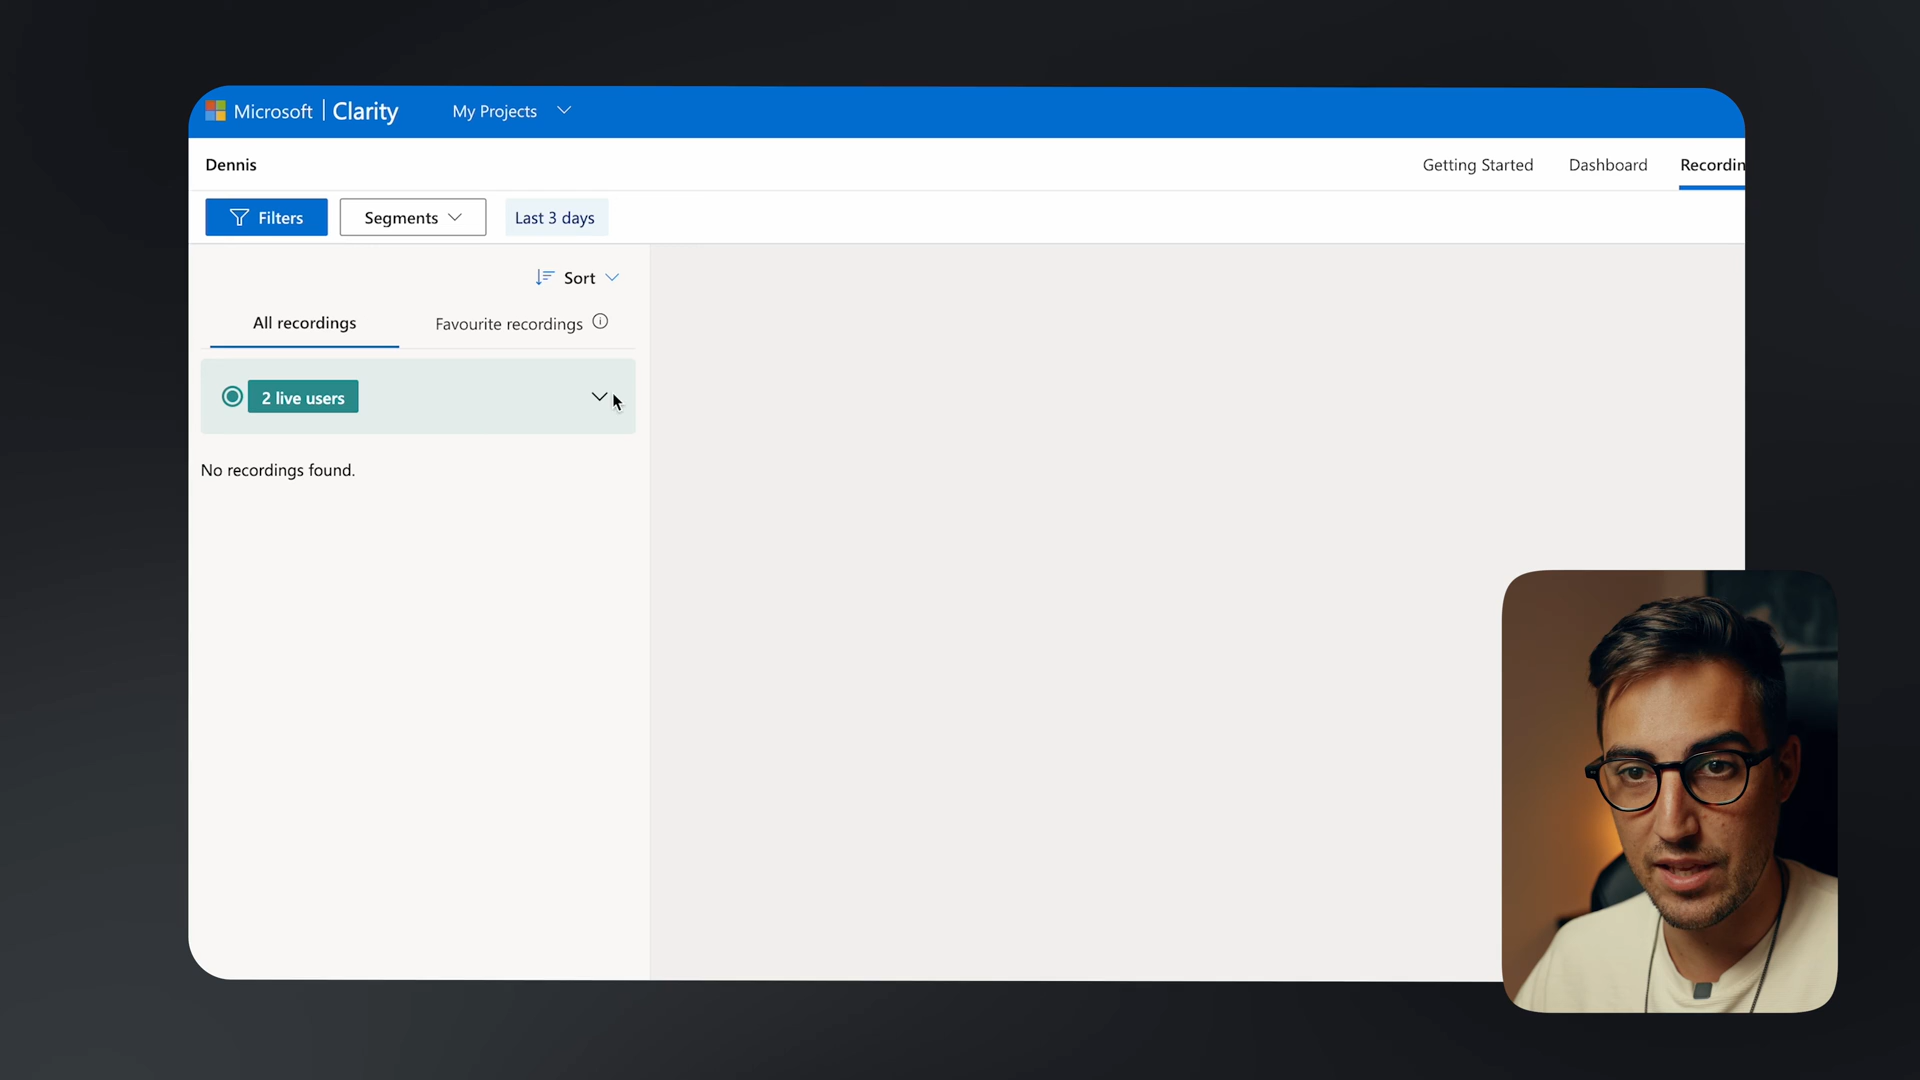 Microsoft | Clarity My Projects
Dennis Getting Started Dashboard Recordin
Filters Segments Last 3 days
Sort
All recordings Favourite recordings
2 live users
No recordings found.